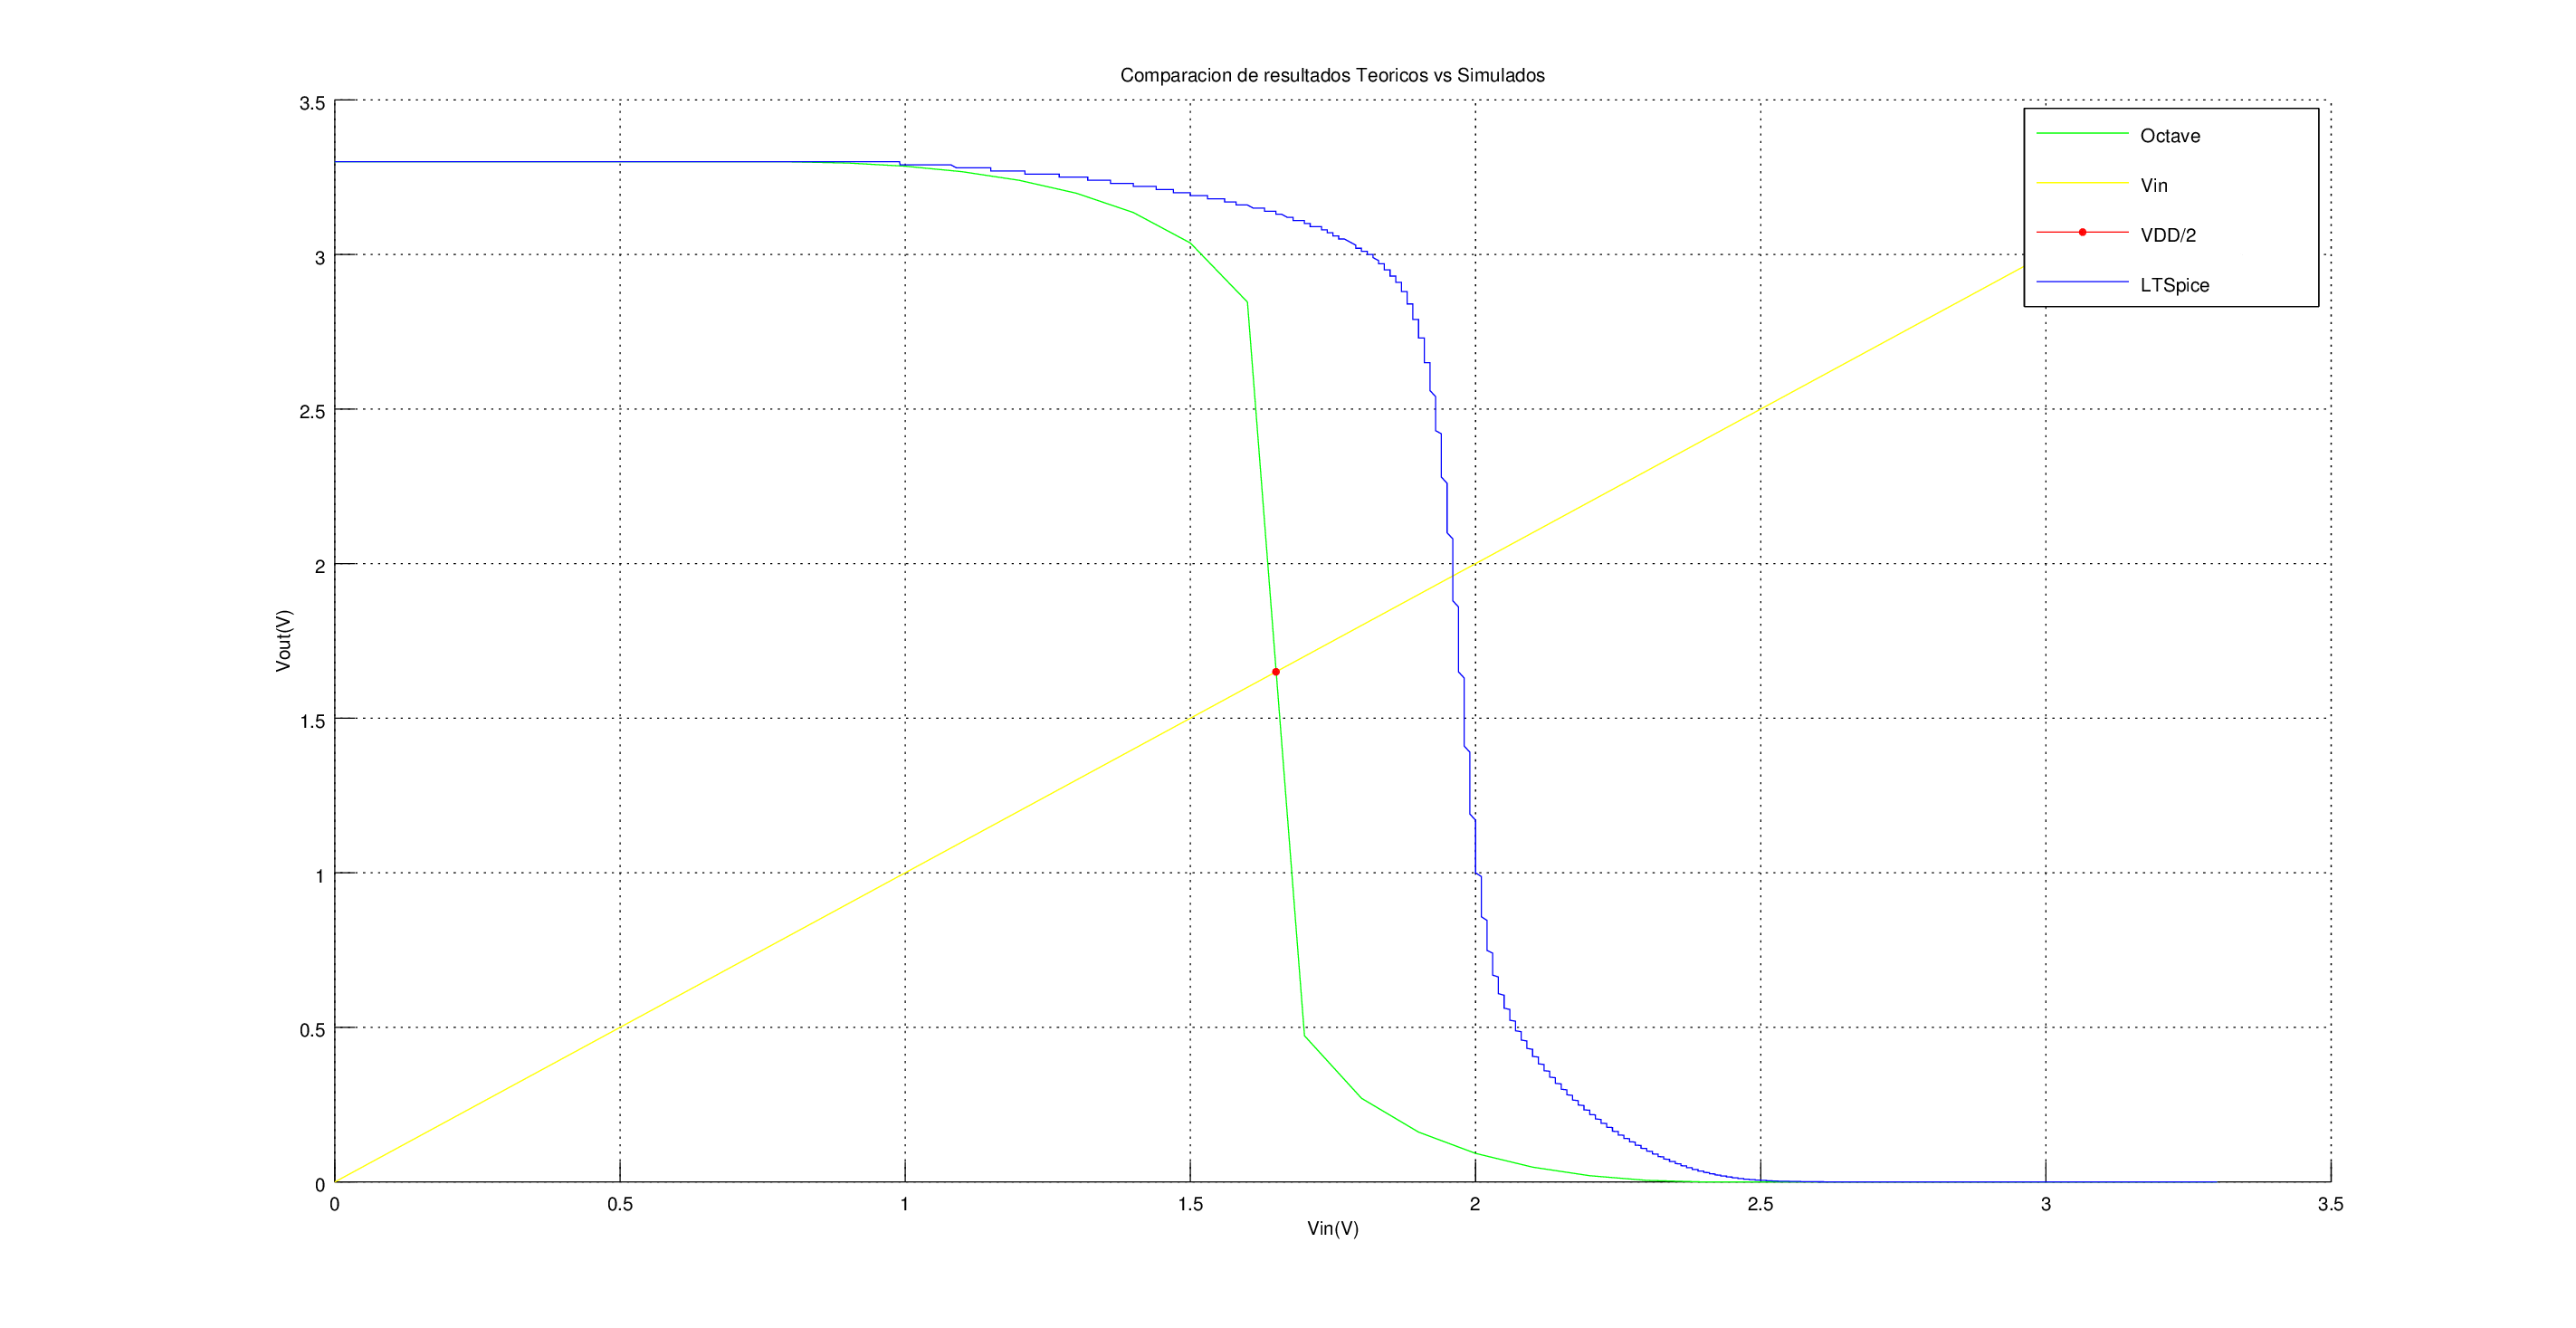 Comparacion de resultados Teoricos vs Simulados
3.5
3
2.5
2
1.5
1
0.5
0
Vout(V)
Octave
Vin
VDD/2
LTSpice
0 0.5 1 1.5 2 2.5 3 3.5
Vin(V)